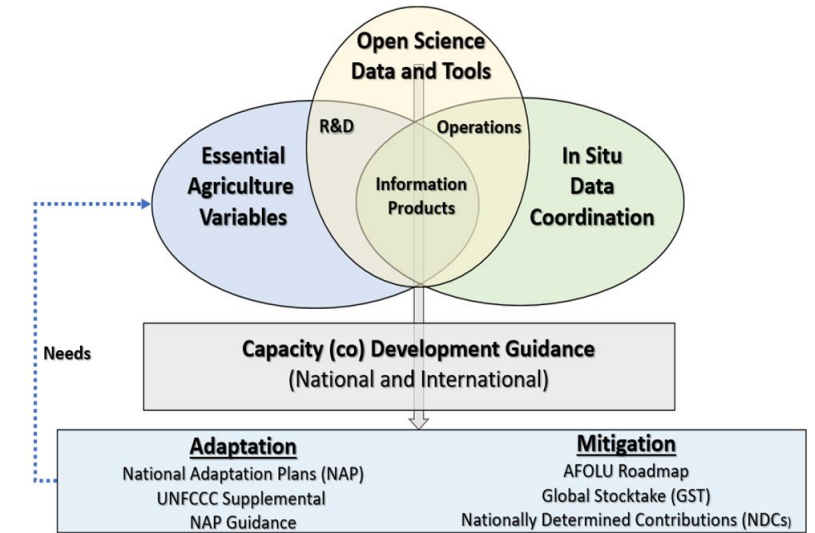 Open Science
Data and Tools
R&D
Operations
Essential
Agriculture
Variables
Information
Products
In Situ
Data
Coordination
Needs
Capacity (co) Development Guidance
(National and International)
Adaptation
National Adaptation Plans (NAP)
UNFCCC Supplemental
NAP Guidance
Mitigation
AFOLU Roadmap
Global Stocktake (GST)
Nationally Determined Contributions (NDCs)